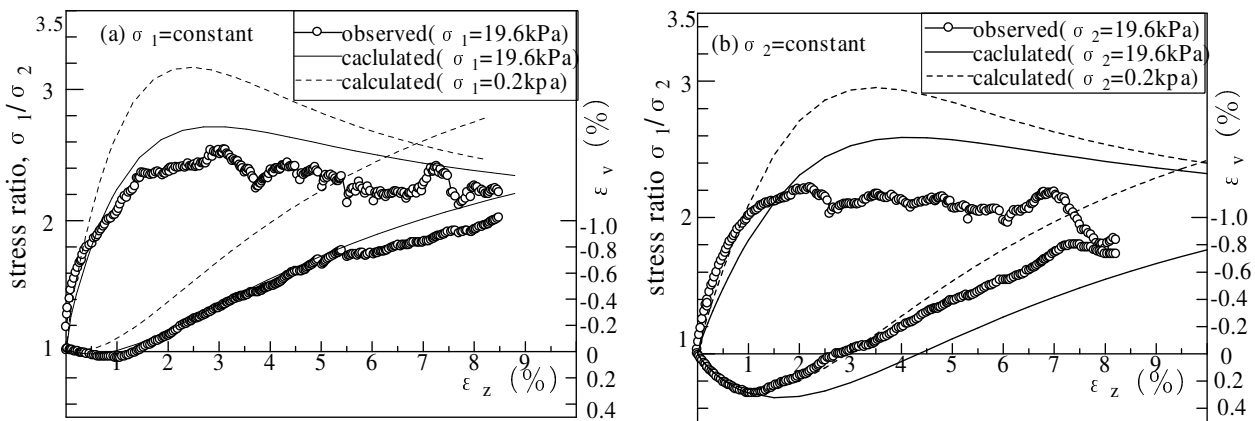 (a) σ 1=constant
observed( σ 1=19.6kPa)
caclulated( σ 1=19.6kPa)
calculated( σ 1=0.2kpa)
stress ratio, σ 1/σ 2
3.5
3
2
1
1 2 3 4 5 6 7 8 9
ε z (%)
ε v (%)
-1.0
-0.8
-0.6
-0.4
-0.2
0
0.2
0.4
(b) σ 2=constant
observed( σ 2=19.6kPa)
calculated( σ 2=19.6kPa)
calculated( σ 2=0.2kPa)
stress ratio σ 1/σ 2
3.5
3
2
1
1 2 3 4 5 6 7 8 9
ε z (%)
ε v (%)
-1.0
-0.8
-0.6
-0.4
-0.2
0
0.2
0.4